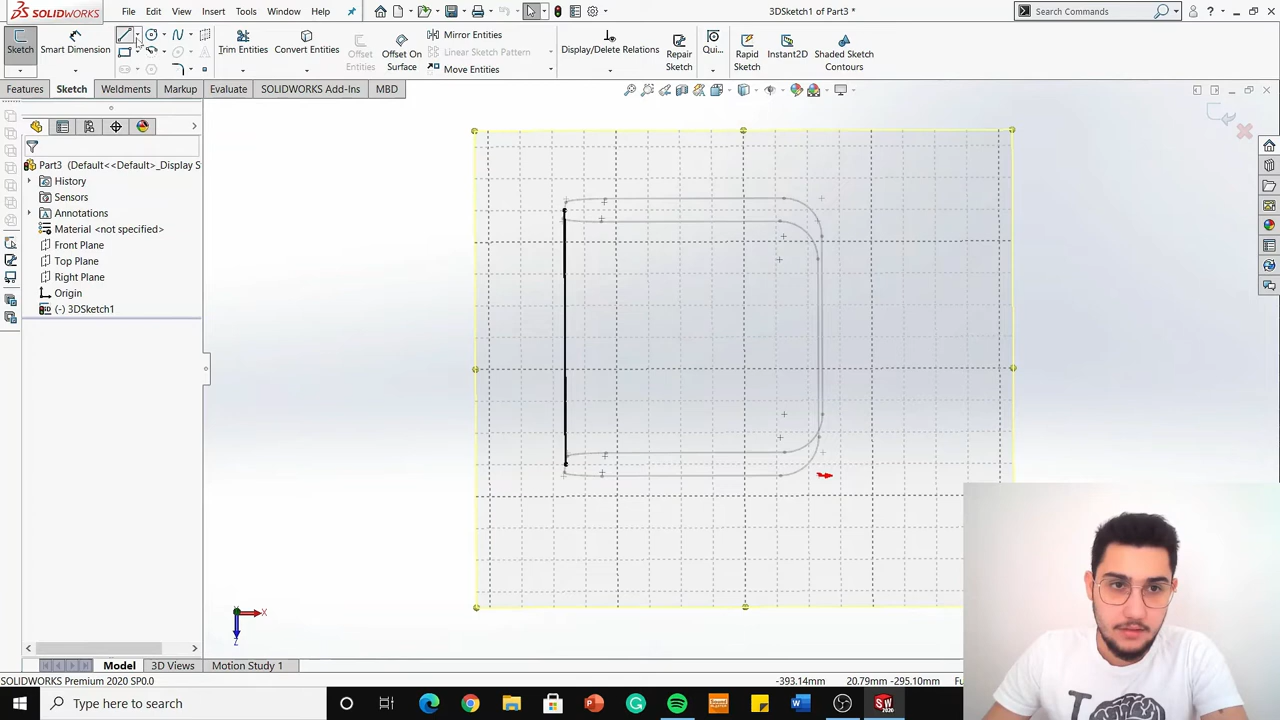 SOLIDWORKS File Edit View Insert Tools Window Help 3DSketch1 of Part3 * Search Commands
Sketch Smart Dimension Trim Entities Convert Entities Offset Entities Offset On Surface Mirror Entities Linear Sketch Pattern Move Entities Display/Delete Relations Repair Sketch Qui... Rapid Sketch Instant2D Shaded Sketch Contours
Features Sketch Weldments Markup Evaluate SOLIDWORKS Add-Ins MBD
Part3 (Default<<Default>_Display S
History
Sensors
Annotations
Material <not specified>
Front Plane
Top Plane
Right Plane
Origin
(-) 3DSketch1
X
Z
Model 3D Views Motion Study 1
SOLIDWORKS Premium 2020 SP0.0 -393.14mm 20.79mm -295.10mm
Type here to search